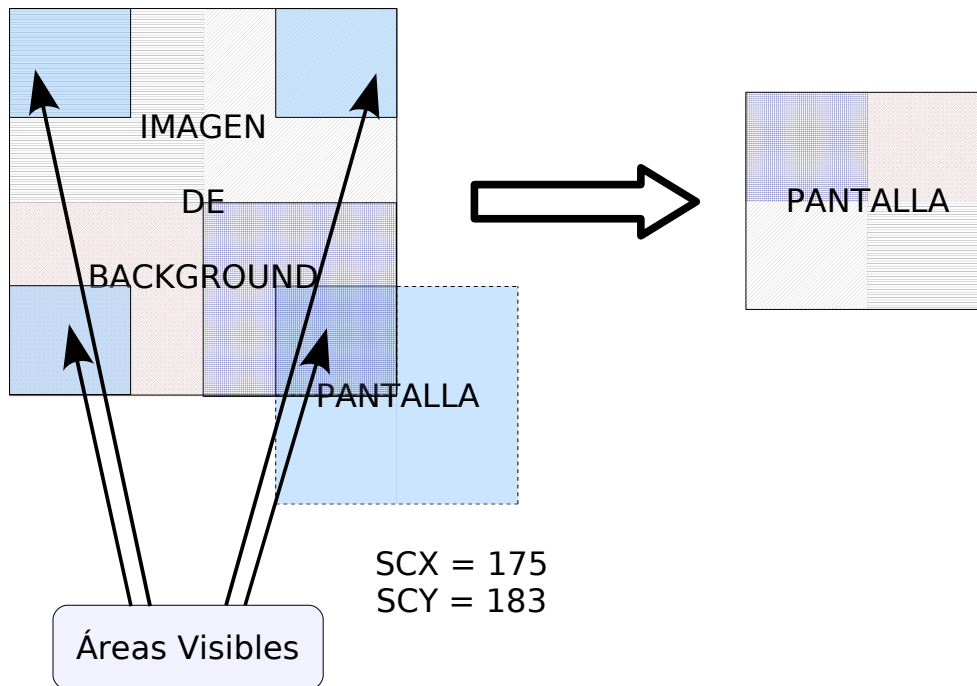 IMAGEN
DE
BACKGROUND
PANTALLA
PANTALLA
SCX = 175
SCY = 183
Áreas Visibles